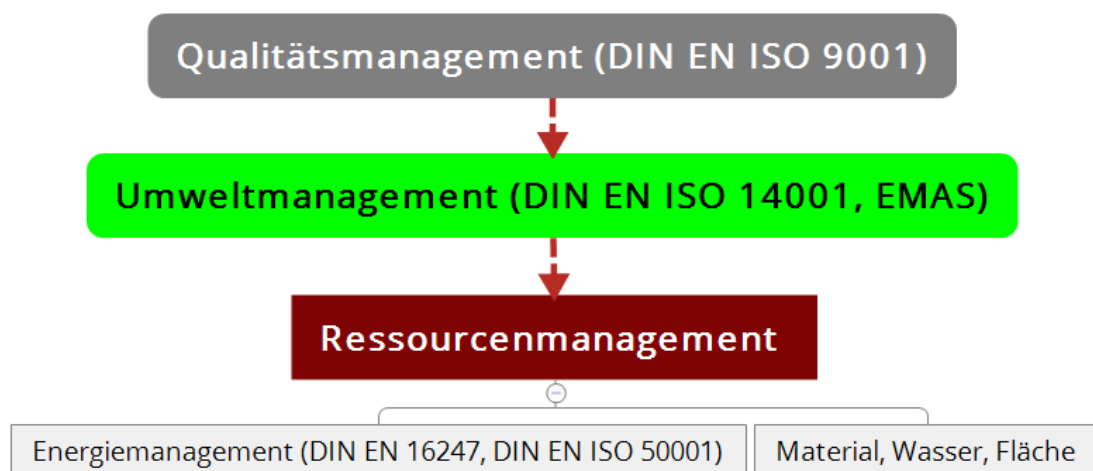 Qualitätsmanagement (DIN EN ISO 9001)
Umweltmanagement (DIN EN ISO 14001, EMAS)
Ressourcenmanagement
Energiemanagement (DIN EN 16247, DIN EN ISO 50001)
Material, Wasser, Fläche